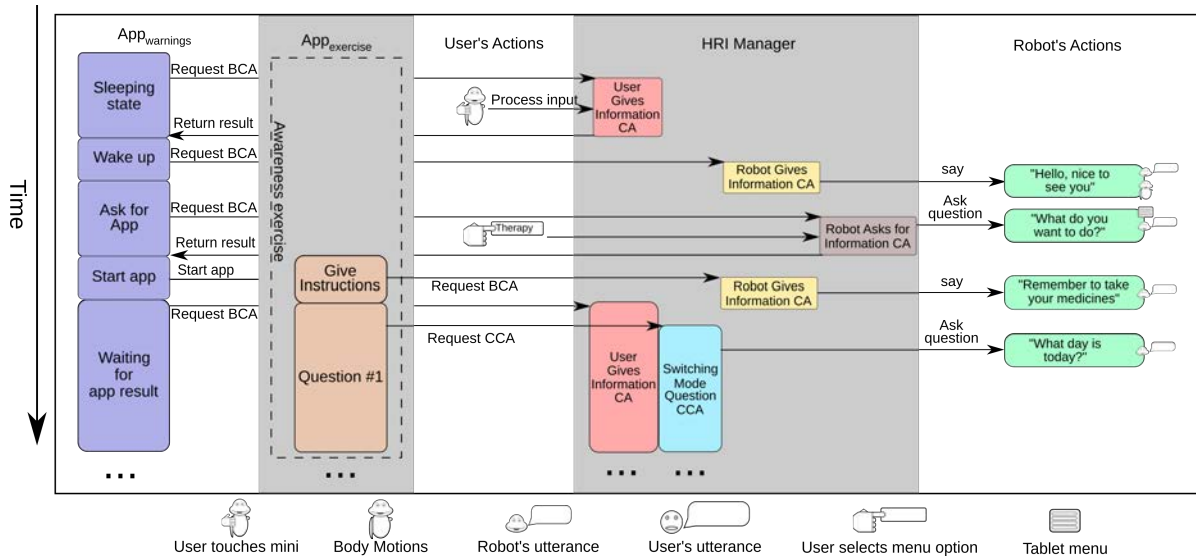 App_warnings
App_exercise
User's Actions
HRI Manager
Robot's Actions
Time
Sleeping
state
Wake up
Ask for
App
Start app
Waiting
for
app result
...
Request BCA
Return result
Request BCA
Request BCA
Return result
Start app
Request BCA
Awareness exercise
Give
Instructions
Question #1
...
Process input
Therapy
Request BCA
Request CCA
User
Gives
Information
CA
Robot Gives
Information CA
Robot Asks for
Information CA
Robot Gives
Information CA
User
Gives
Information
CA
Switching
Mode
Question
CCA
...
...
say
Ask
question
say
Ask
question
"Hello, nice to
see you"
"What do you
want to do?"
"Remember to take
your medicines"
"What day is
today?"
User touches mini
Body Motions
Robot's utterance
User's utterance
User selects menu option
Tablet menu